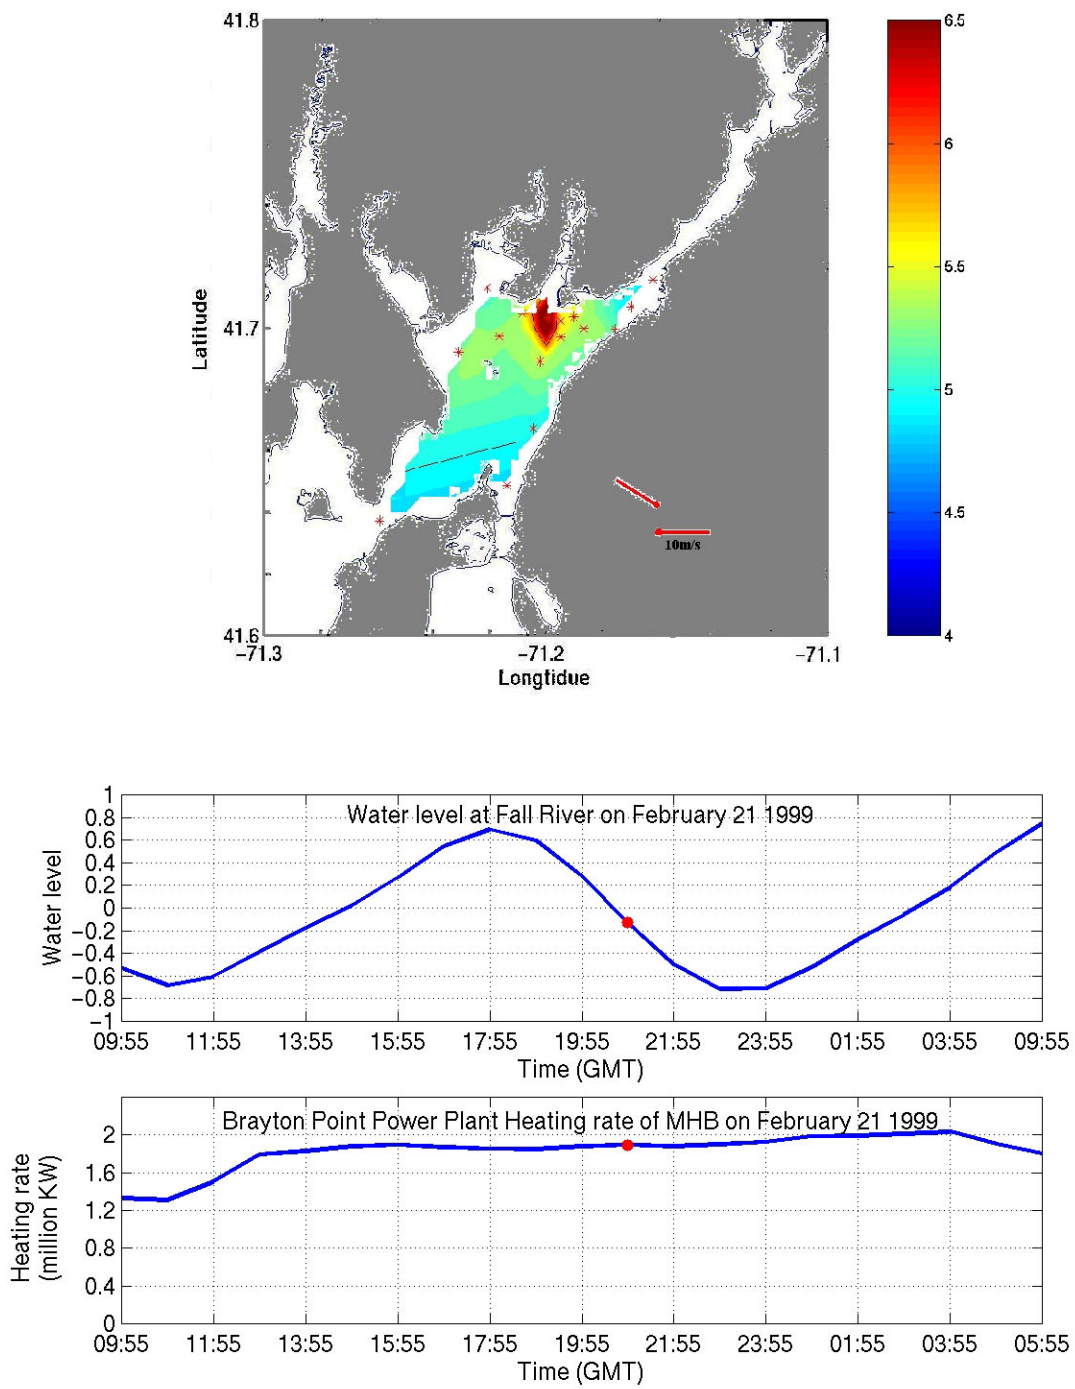 41.8
41.7
41.6
Latitude
-71.3
-71.2
-71.1
Longtidue
10m/s
6.5
6
5.5
5
4.5
4
Water level at Fall River on February 21 1999
Water level
1
0.8
0.6
0.4
0.2
0
-0.2
-0.4
-0.6
-0.8
-1
09:55 11:55 13:55 15:55 17:55 19:55 21:55 23:55 01:55 03:55 09:55
Time (GMT)
Brayton Point Power Plant Heating rate of MHB on February 21 1999
Heating rate
(million KW)
2
1.6
1.2
0.8
0.4
0
09:55 11:55 13:55 15:55 17:55 19:55 21:55 23:55 01:55 03:55 05:55
Time (GMT)